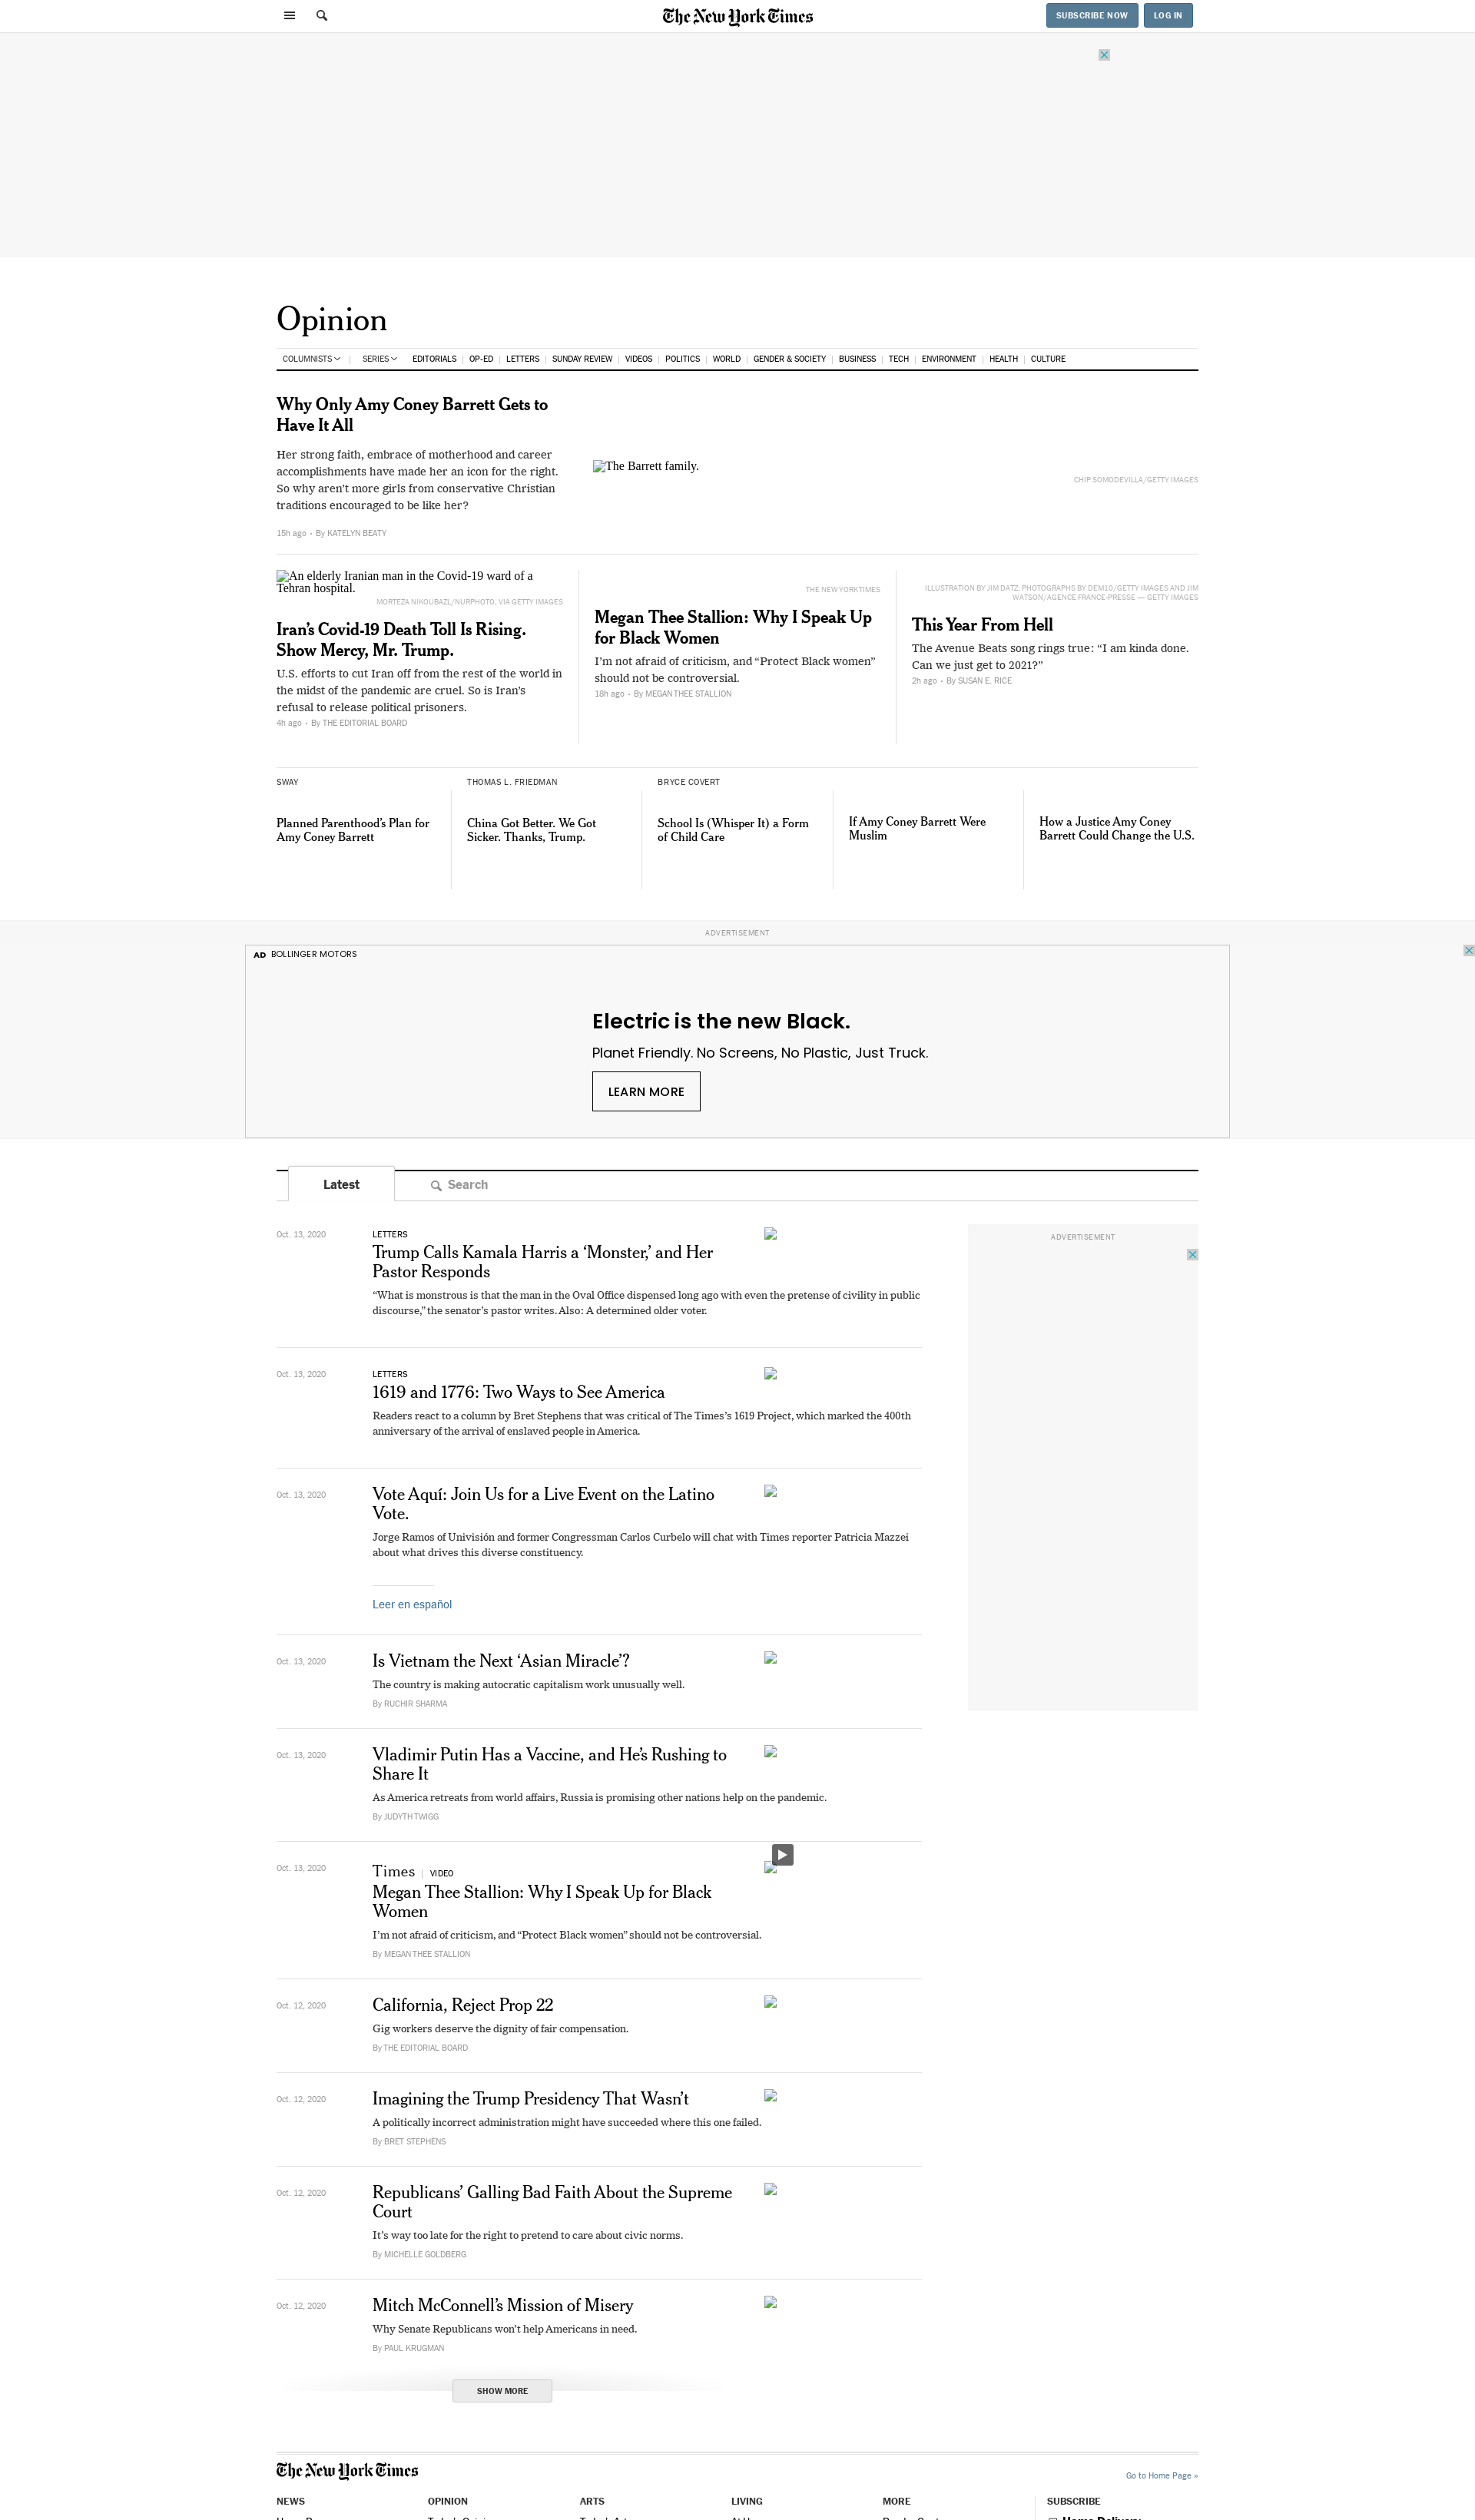 The New York Times
SUBSCRIBE NOW
LOG IN
Opinion
COLUMNISTS
SERIES
EDITORIALS
OP-ED
LETTERS
SUNDAY REVIEW
VIDEOS
POLITICS
WORLD
GENDER & SOCIETY
BUSINESS
TECH
ENVIRONMENT
HEALTH
CULTURE
Why Only Amy Coney Barrett Gets to
Have It All
Her strong faith, embrace of motherhood and career
accomplishments have made her an icon for the right.
So why aren't more girls from conservative Christian
traditions encouraged to be like her?
15h ago • By KATELYN BEATY
The Barrett family.
CHIP SOMODEVILLA/GETTY IMAGES
An elderly Iranian man in the Covid-19 ward of a
Tehran hospital.
MORTEZA NIKOUBAZL/NURPHOTO, VIA GETTY IMAGES
Iran's Covid-19 Death Toll Is Rising.
Show Mercy, Mr. Trump.
U.S. efforts to cut Iran off from the rest of the world in
the midst of the pandemic are cruel. So is Iran's
refusal to release political prisoners.
4h ago • By THE EDITORIAL BOARD
THE NEW YORK TIMES
Megan Thee Stallion: Why I Speak Up
for Black Women
I'm not afraid of criticism, and “Protect Black women”
should not be controversial.
18h ago • By MEGAN THEE STALLION
ILLUSTRATION BY JIM DATZ; PHOTOGRAPHS BY DEM10/GETTY IMAGES AND JIM
WATSON/AGENCE FRANCE-PRESSE — GETTY IMAGES
This Year From Hell
The Avenue Beats song rings true: “I am kinda done.
Can we just get to 2021?”
2h ago • By SUSAN E. RICE
SWAY
Planned Parenthood's Plan for
Amy Coney Barrett
THOMAS L. FRIEDMAN
China Got Better. We Got
Sicker. Thanks, Trump.
BRYCE COVERT
School Is (Whisper It) a Form
of Child Care
If Amy Coney Barrett Were
Muslim
How a Justice Amy Coney
Barrett Could Change the U.S.
ADVERTISEMENT
AD BOLLINGER MOTORS
Electric is the new Black.
Planet Friendly. No Screens, No Plastic, Just Truck.
LEARN MORE
Latest
Search
ADVERTISEMENT
Oct. 13, 2020
LETTERS
Trump Calls Kamala Harris a ‘Monster,’ and Her
Pastor Responds
“What is monstrous is that the man in the Oval Office dispensed long ago with even the pretense of civility in public
discourse,” the senator's pastor writes. Also: A determined older voter.
Oct. 13, 2020
LETTERS
1619 and 1776: Two Ways to See America
Readers react to a column by Bret Stephens that was critical of The Times's 1619 Project, which marked the 400th
anniversary of the arrival of enslaved people in America.
Oct. 13, 2020
Vote Aquí: Join Us for a Live Event on the Latino
Vote.
Jorge Ramos of Univisión and former Congressman Carlos Curbelo will chat with Times reporter Patricia Mazzei
about what drives this diverse constituency.
Leer en español
Oct. 13, 2020
Is Vietnam the Next ‘Asian Miracle’?
The country is making autocratic capitalism work unusually well.
By RUCHIR SHARMA
Oct. 13, 2020
Vladimir Putin Has a Vaccine, and He's Rushing to
Share It
As America retreats from world affairs, Russia is promising other nations help on the pandemic.
By JUDYTH TWIGG
Oct. 13, 2020
Times | VIDEO
Megan Thee Stallion: Why I Speak Up for Black
Women
I'm not afraid of criticism, and “Protect Black women” should not be controversial.
By MEGAN THEE STALLION
Oct. 12, 2020
California, Reject Prop 22
Gig workers deserve the dignity of fair compensation.
By THE EDITORIAL BOARD
Oct. 12, 2020
Imagining the Trump Presidency That Wasn't
A politically incorrect administration might have succeeded where this one failed.
By BRET STEPHENS
Oct. 12, 2020
Republicans' Galling Bad Faith About the Supreme
Court
It's way too late for the right to pretend to care about civic norms.
By MICHELLE GOLDBERG
Oct. 12, 2020
Mitch McConnell's Mission of Misery
Why Senate Republicans won't help Americans in need.
By PAUL KRUGMAN
SHOW MORE
The New York Times
Go to Home Page »
NEWS
OPINION
ARTS
LIVING
MORE
SUBSCRIBE